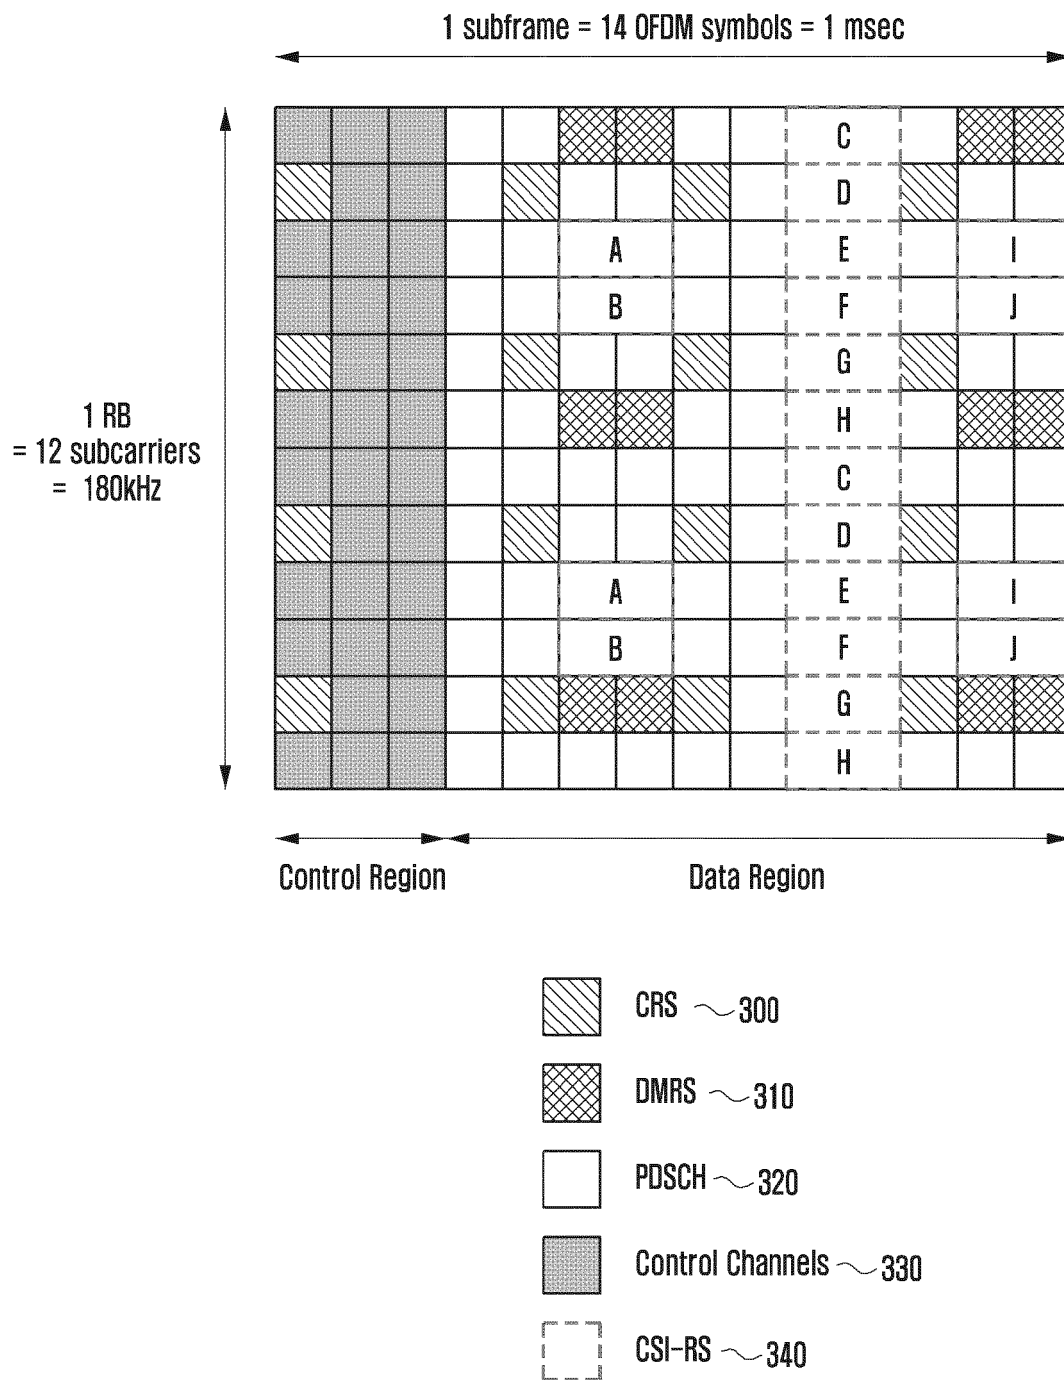 1 subframe = 14 OFDM symbols = 1 msec
C
D
A E I
B F J
G
H
C
D
A E I
B F J
G
H
1 RB
= 12 subcarriers
= 180kHz
Control Region Data Region
CRS 300
DMRS 310
PDSCH 320
Control Channels 330
CSI-RS 340